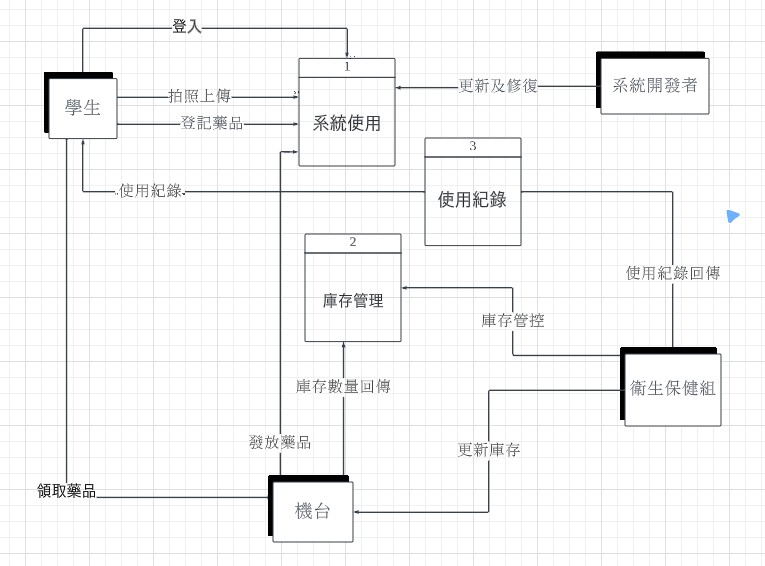 登入
1
系統使用
學生
拍照上傳
登記藥品
更新及修復
系統開發者
3
使用紀錄
使用紀錄
2
庫存管理
使用紀錄回傳
庫存管控
庫存數量回傳
衛生保健組
發放藥品
更新庫存
領取藥品
機台